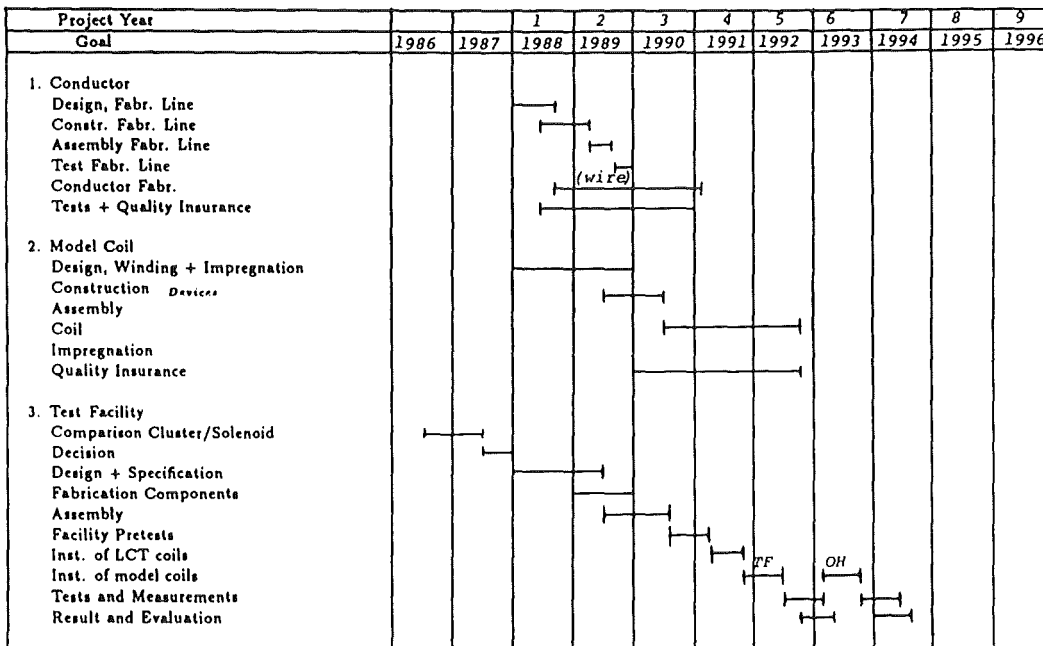 Project Year 1 2 3 4 5 6 7 8 9
Goal 1986 1987 1988 1989 1990 1991 1992 1993 1994 1995 1996
1. Conductor
Design, Fabr. Line
Constr. Fabr. Line
Assembly Fabr. Line
Test Fabr. Line
Conductor Fabr. (wire)
Tests + Quality Insurance
2. Model Coil
Design, Winding + Impregnation
Construction Devices
Assembly
Coil
Impregnation
Quality Insurance
3. Test Facility
Comparison Cluster/Solenoid
Decision
Design + Specification
Fabrication Components
Assembly
Facility Pretests
Inst. of LCT coils
Inst. of model coils TF OH
Tests and Measurements
Result and Evaluation